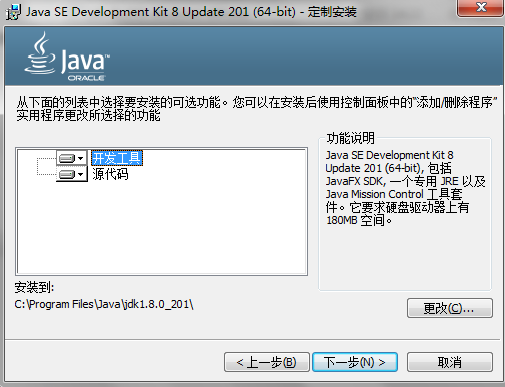 Java SE Development Kit 8 Update 201 (64-bit) - 定制安装
Java
ORACLE
从下面的列表中选择要安装的可选功能。您可以在安装后使用控制面板中的"添加/删除程序"
实用程序更改所选择的功能
开发工具
源代码
功能说明
Java SE Development Kit 8
Update 201 (64-bit), 包括
JavaFX SDK, 一个专用 JRE 以及
Java Mission Control 工具套
件。它要求硬盘驱动器上有
180MB 空间。
安装到:
C:\Program Files\Java\jdk1.8.0_201\
更改(C)...
< 上一步(B)
下一步(N) >
取消